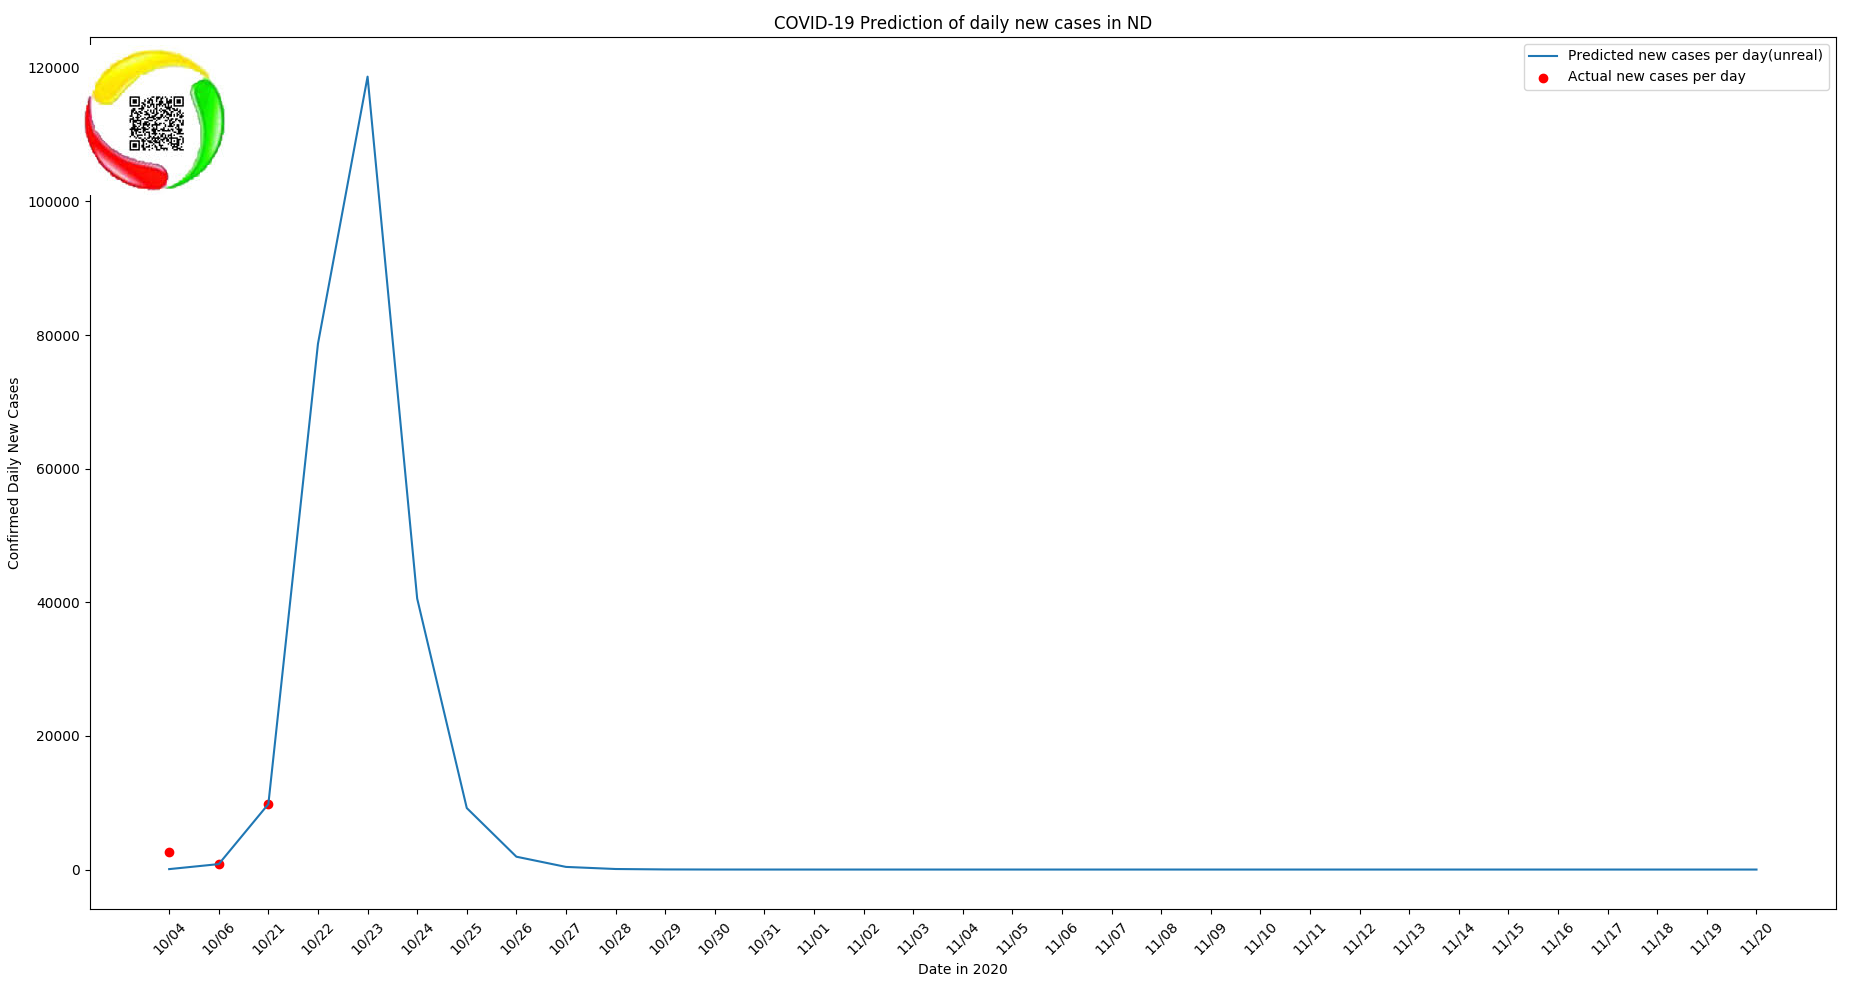 COVID-19 Prediction of daily new cases in ND
Predicted new cases per day(unreal)
Actual new cases per day
Confirmed Daily New Cases
120000
100000
80000
60000
40000
20000
0
10/04 10/06 10/21 10/22 10/23 10/24 10/25 10/26 10/27 10/28 10/29 10/30 10/31 11/01 11/02 11/03 11/04 11/05 11/06 11/07 11/08 11/09 11/10 11/11 11/12 11/13 11/14 11/15 11/16 11/17 11/18 11/19 11/20
Date in 2020